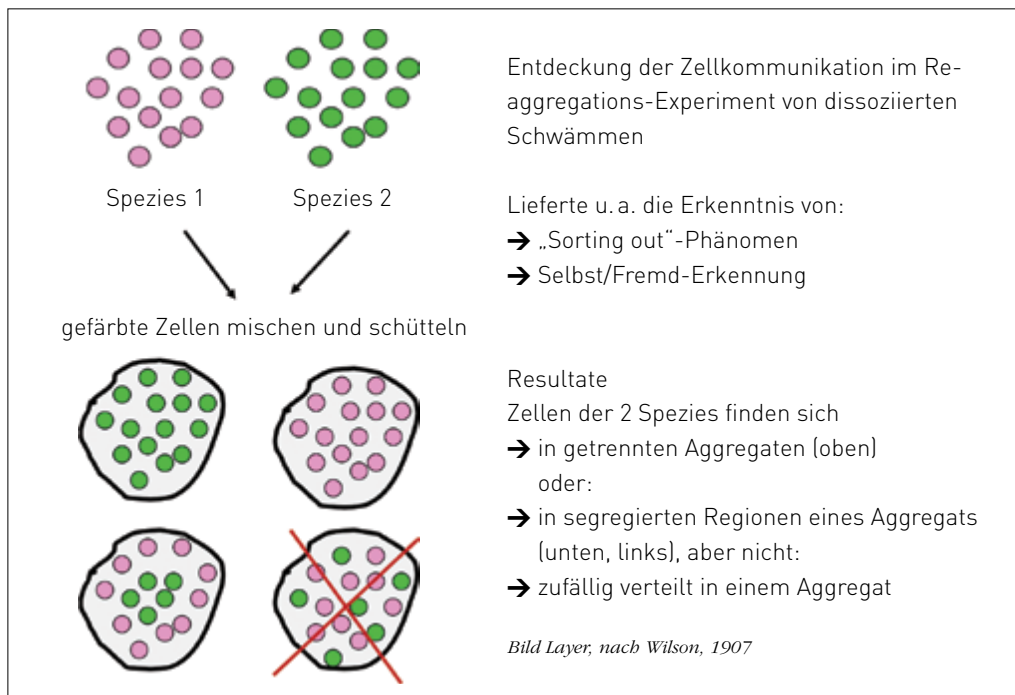 Spezies 1
Spezies 2
gefärbte Zellen mischen und schütteln
Entdeckung der Zellkommunikation im Re-
aggregations-Experiment von dissoziierten
Schwämmen
Lieferte u. a. die Erkenntnis von:
➔ „Sorting out“-Phänomen
➔ Selbst/Fremd-Erkennung
Resultate
Zellen der 2 Spezies finden sich
➔ in getrennten Aggregaten (oben)
oder:
➔ in segregierten Regionen eines Aggregats
(unten, links), aber nicht:
➔ zufällig verteilt in einem Aggregat
Bild Layer, nach Wilson, 1907